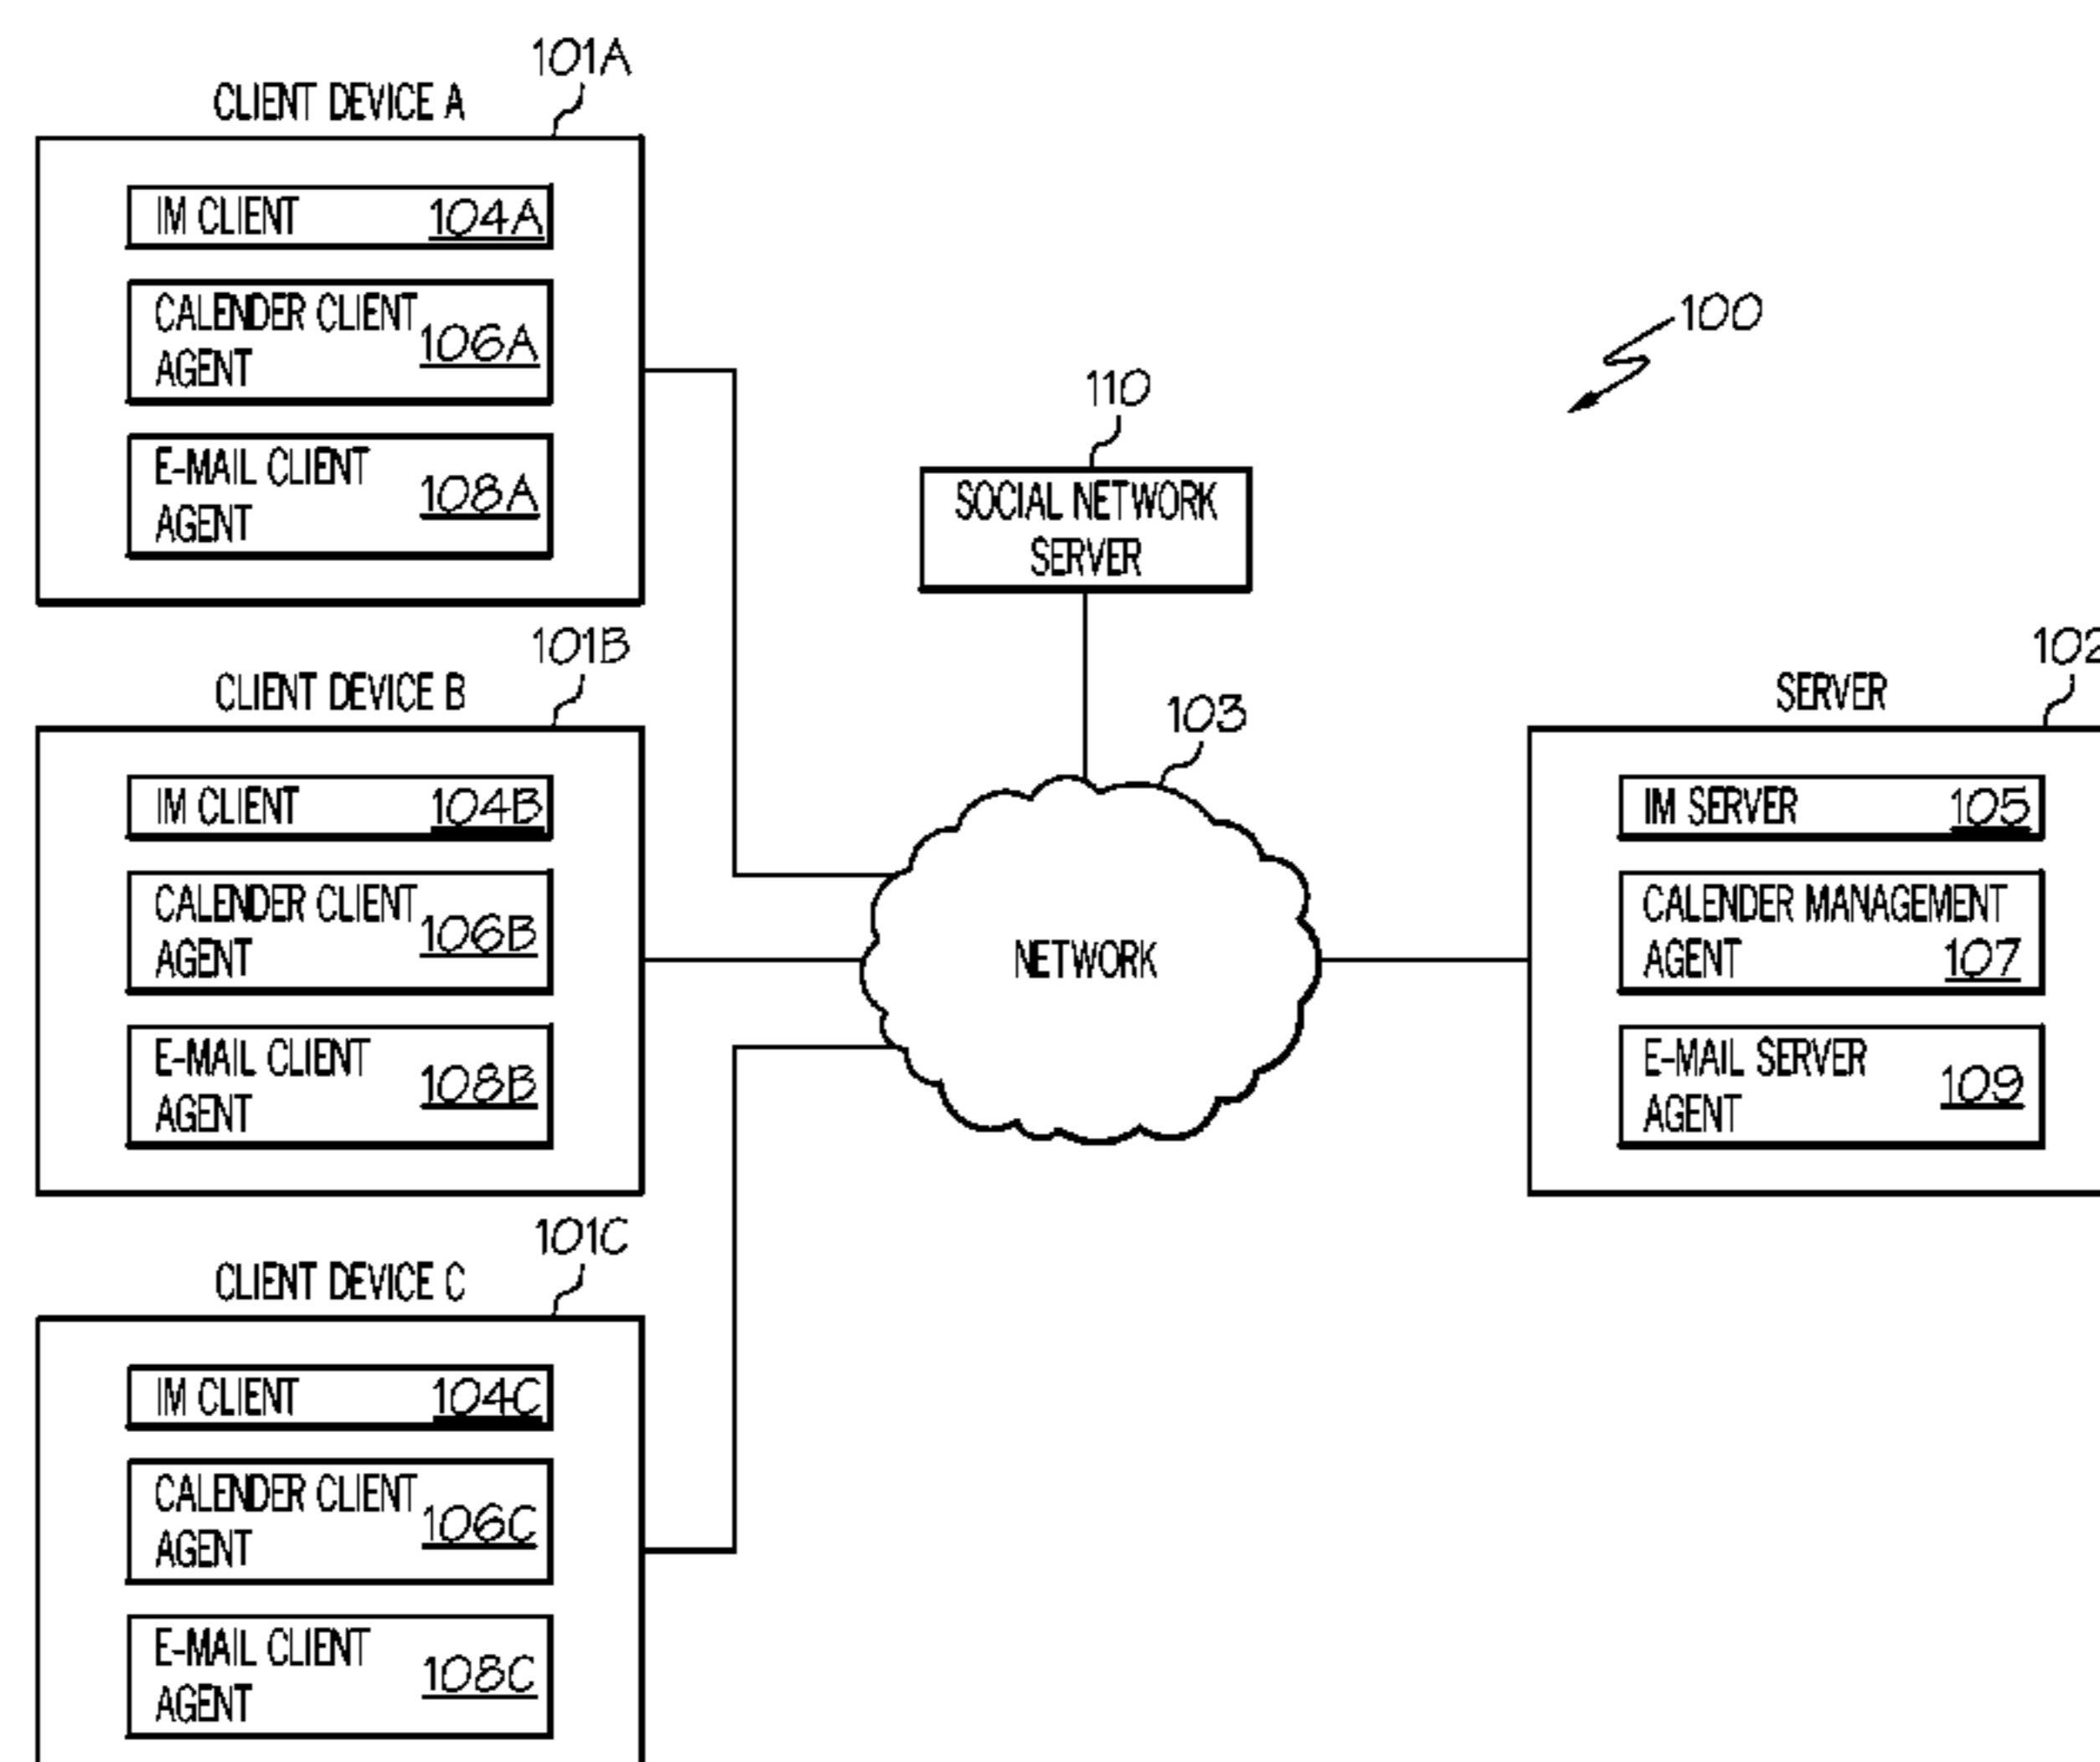 101A
CLIENT DEVICE A
IM CLIENT 104A
CALENDER CLIENT
AGENT 106A
E-MAIL CLIENT
AGENT 108A
100
110
SOCIAL NETWORK
SERVER
101B
CLIENT DEVICE B
IM CLIENT 104B
CALENDER CLIENT
AGENT 106B
E-MAIL CLIENT
AGENT 108B
103
NETWORK
102
SERVER
IM SERVER 105
CALENDER MANAGEMENT
AGENT 107
E-MAIL SERVER
AGENT 109
101C
CLIENT DEVICE C
IM CLIENT 104C
CALENDER CLIENT
AGENT 106C
E-MAIL CLIENT
AGENT 108C